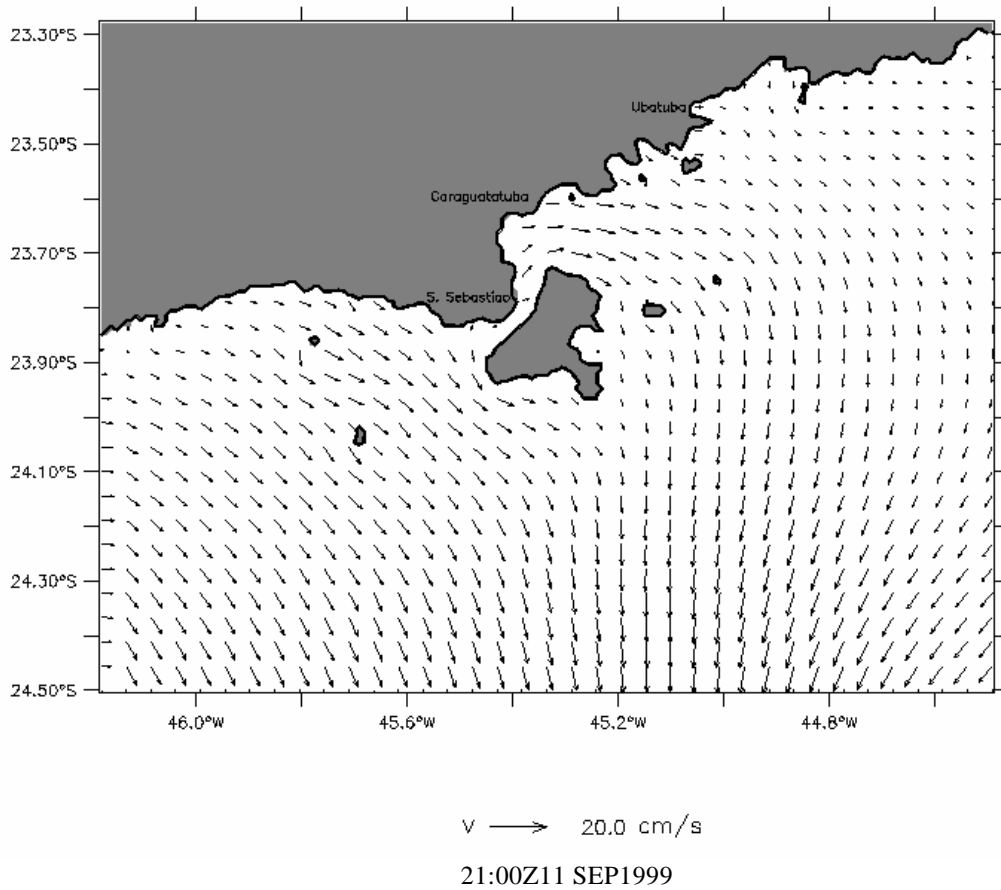 23.30°S
Ubatuba
23.50°S
Caraguatatuba
23.70°S
S. Sebastiao
23.90°S
24.10°S
24.30°S
24.50°S
46.0°W 45.6°W 45.2°W 44.8°W
V 20.0 cm/s
21:00Z11 SEP1999